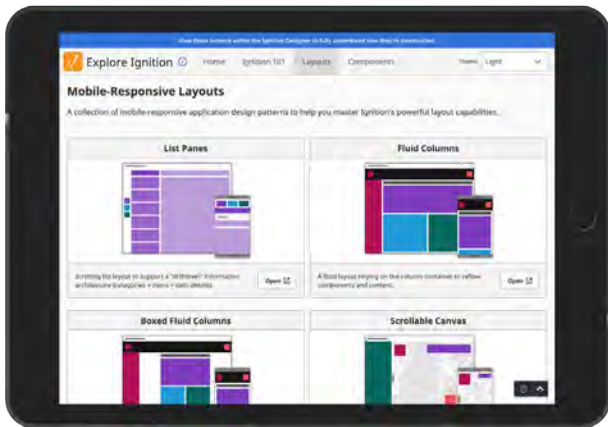 View these screens within the Ignition Designer to fully understand how they're constructed.
Explore Ignition Home Ignition 101 Layouts Components Theme Light
Mobile-Responsive Layouts
A collection of mobile-responsive application design patterns to help you master Ignition's powerful layout capabilities.
List Panes
Fluid Columns
Scrolling list layout to support a "drilldown" information
architecture (categories > items > item details).
Open
A fluid layout relying on the column container to reflow
components and content.
Open
Boxed Fluid Columns
Scrollable Canvas